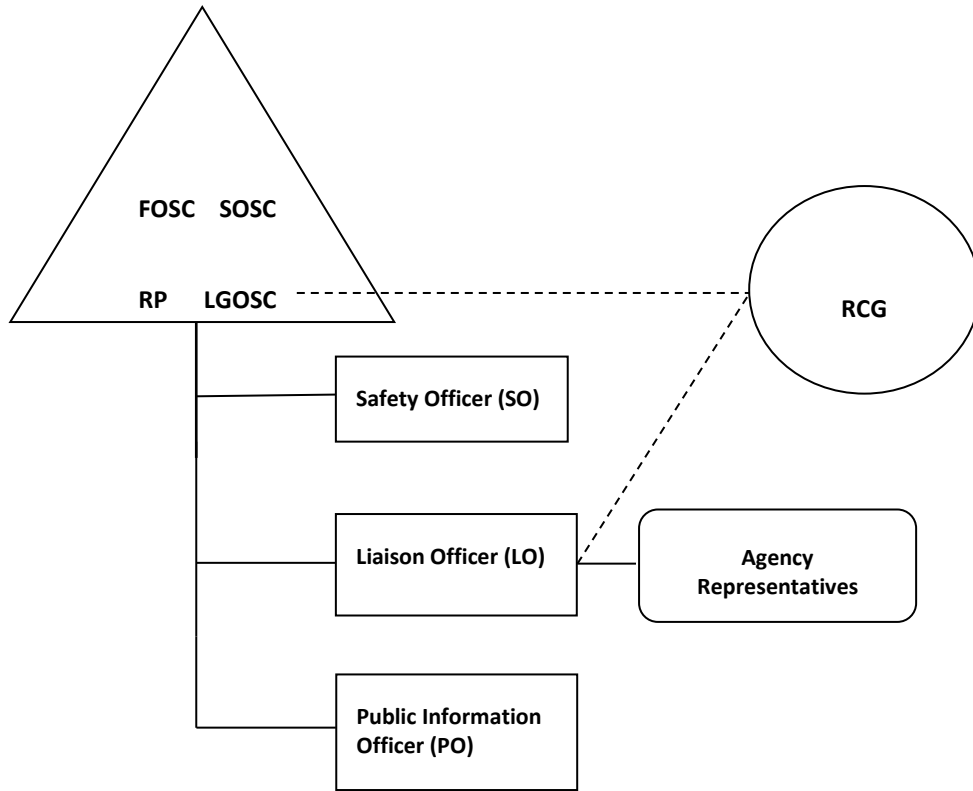 FOSC SOSC
RP LGOSC
RCG
Safety Officer (SO)
Liaison Officer (LO)
Agency
Representatives
Public Information
Officer (PO)